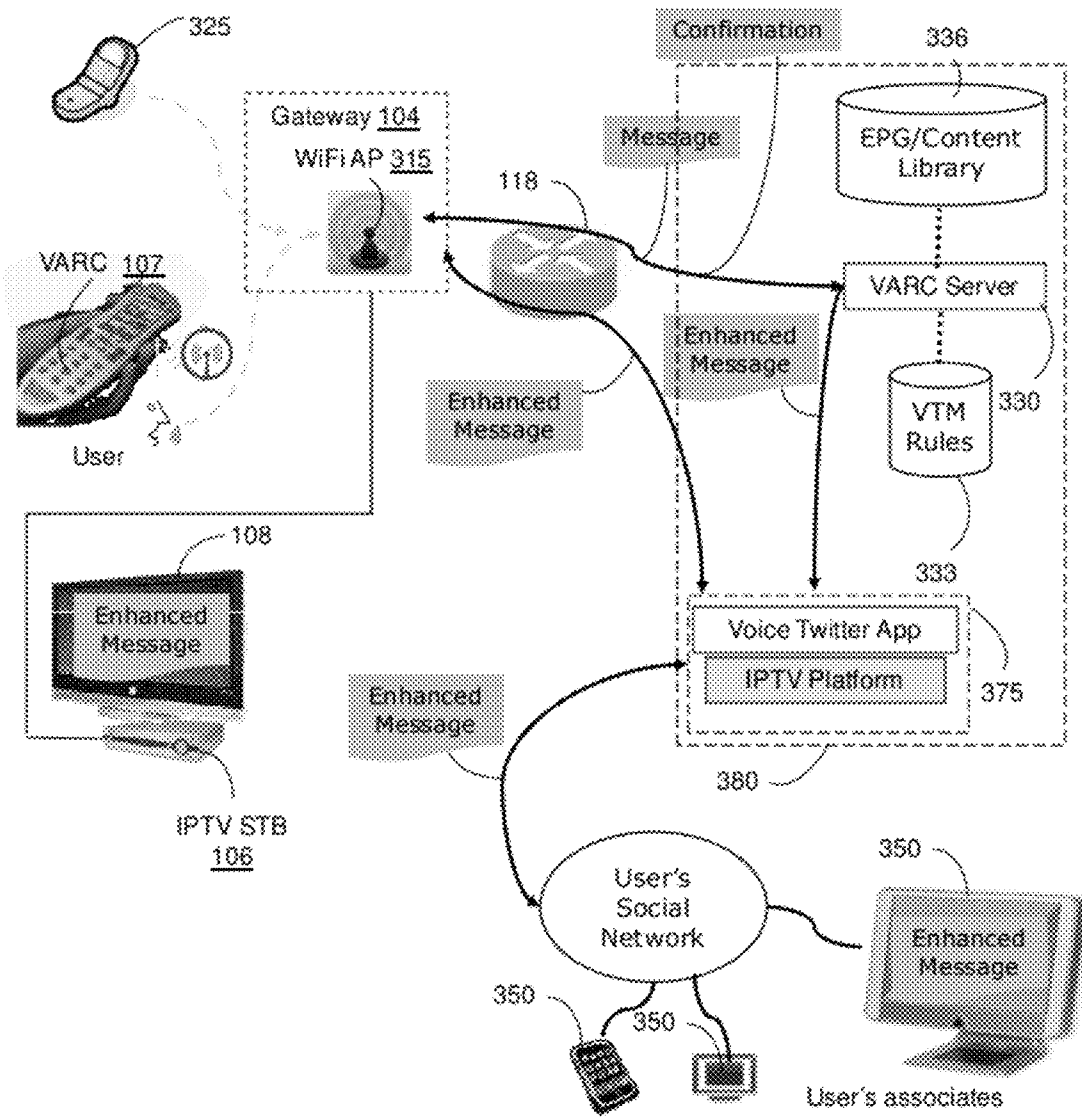 325
Confirmation
336
Gateway 104
WiFi AP 315
Message
EPG/Content
Library
118
VARC 107
VARC Server
Enhanced
Message
Enhanced
Message
330
VTM
Rules
User
108
333
Enhanced
Message
Voice Twitter App
IPTV Platform
375
Enhanced
Message
380
IPTV STB
106
350
User's
Social
Network
Enhanced
Message
350
350
User's associates